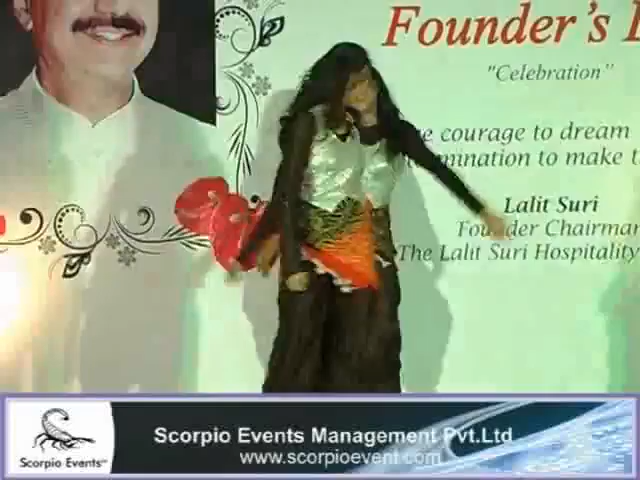 Founder's
"Celebration"
courage to dream
to make
Lalit Suri
Founder Chairman
The Lalit Suri Hospitality
Scorpio Events Management Pvt.Ltd
www.scorpioevent.com
Scorpio Events